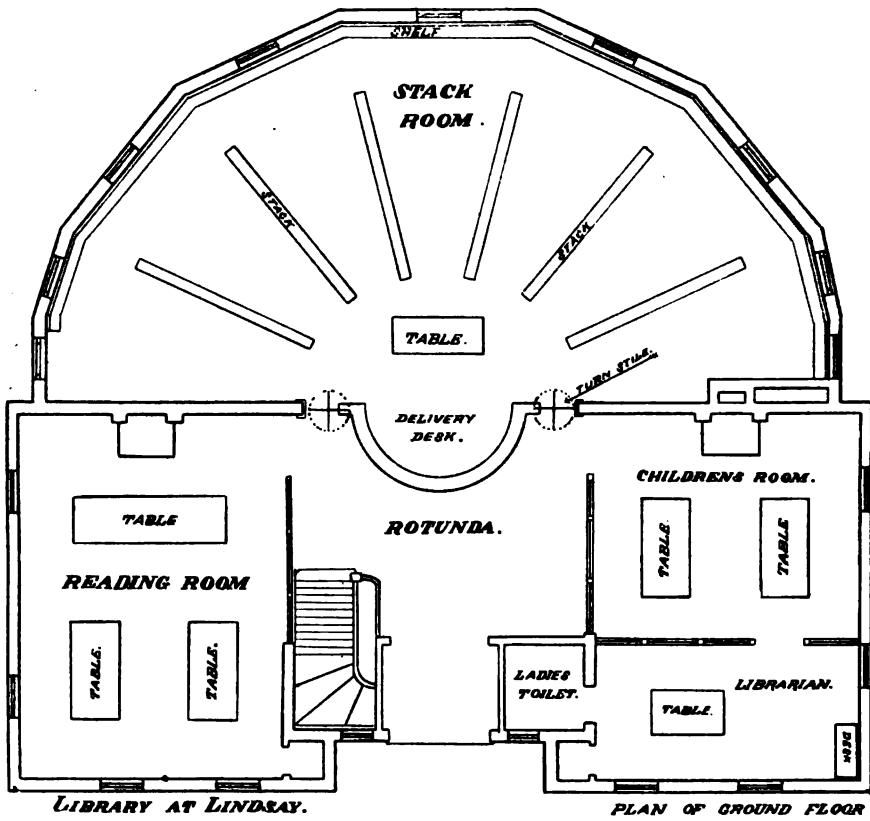 SHELF
STACK
ROOM.
STACK
STACK
TABLE.
TURN STILE.
DELIVERY
DESK.
CHILDRENS ROOM.
TABLE
ROTUNDA.
TABLE.
TABLE
READING ROOM
TABLE.
TABLE.
LADIES
TOILET.
LIBRARIAN.
TABLE.
DESK
LIBRARY AT LINDSAY.
PLAN OF GROUND FLOOR